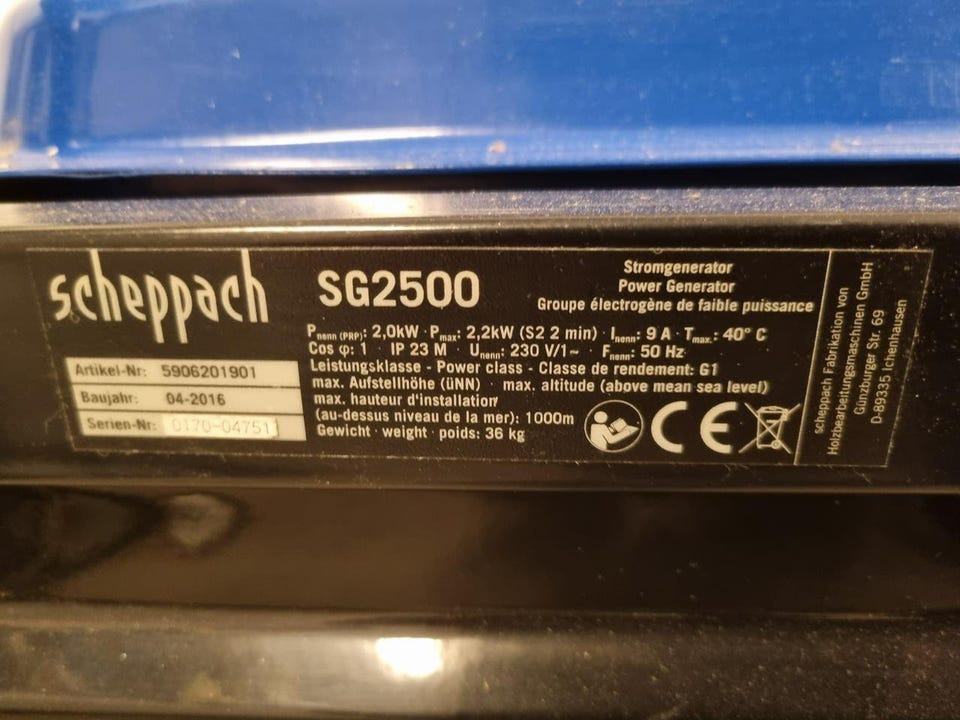 scheppach
SG2500
Stromgenerator
Power Generator
Groupe électrogène de faible puissance
Pnenn (PRP): 2,0kW · Pmax: 2,2kW (S2 2 min) · Inenn: 9 A · Tmax.: 40° C
Cos φ: 1 IP 23 M · Unenn: 230 V/1~ · Fnenn: 50 Hz
Leistungsklasse - Power class - Classe de rendement: G1
max. Aufstellhöhe (üNN) · max. altitude (above mean sea level)
max. hauteur d'installation
(au-dessus niveau de la mer): 1000m
Gewicht · weight · poids: 36 kg
Artikel-Nr: 5906201901
Baujahr: 04-2016
Serien-Nr: 0170-04751
CE
scheppach Fabrikation von
Holzbearbeitungsmaschinen GmbH
Günzburger Str. 69
D-89335 Ichenhausen